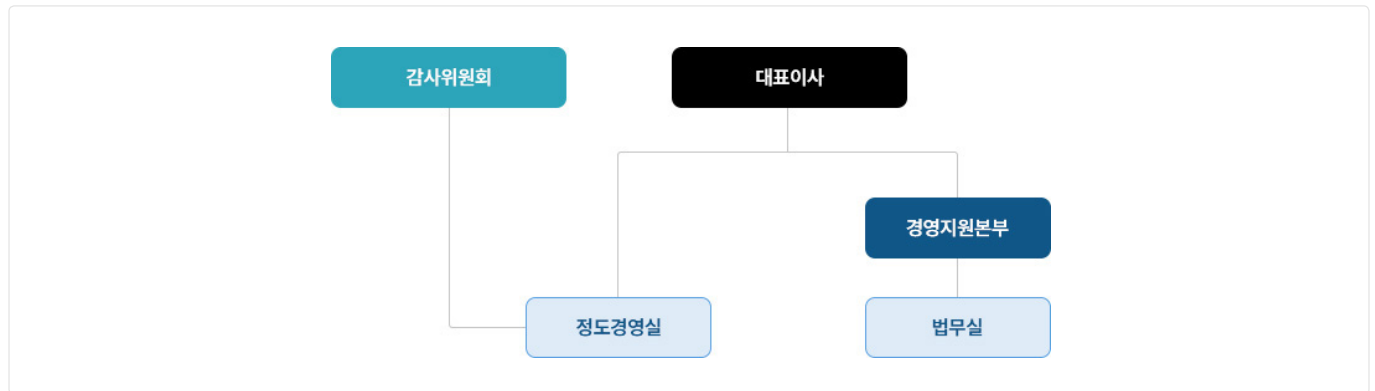 감사위원회
대표이사
경영지원본부
정도경영실
법무실